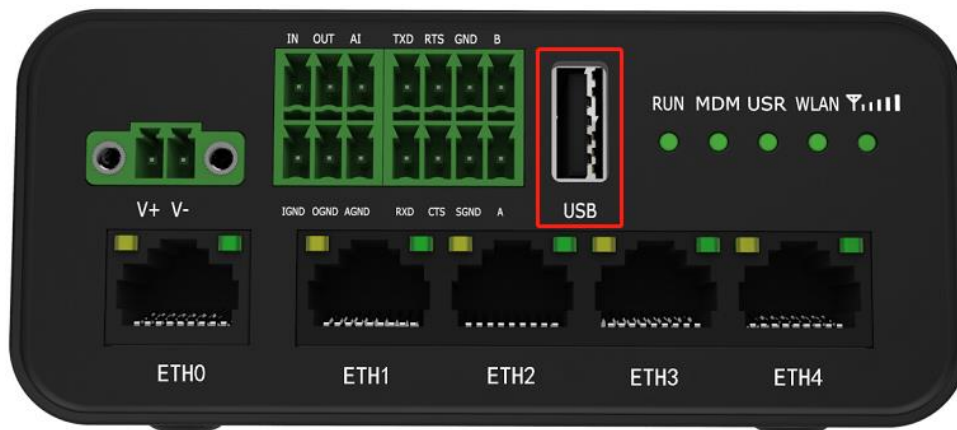 IN OUT AI TXD RTS GND B
RUN MDM USR WLAN
V+ V-
IGND OGND AGND RXD CTS SGND A
USB
ETH0
ETH1
ETH2
ETH3
ETH4